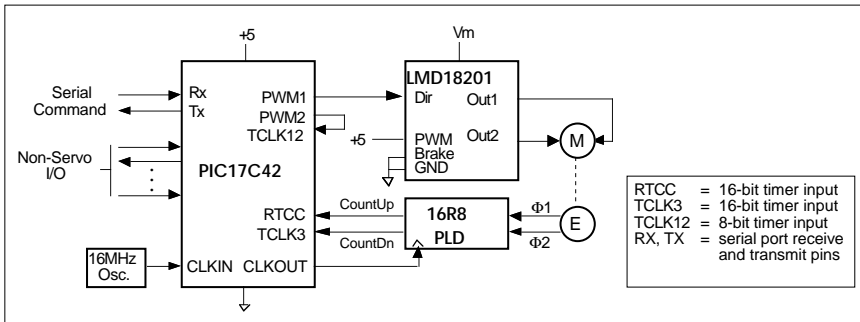 +5
Vm
Serial
Command
Rx
Tx
PWM1
PWM2
TCLK12
PIC17C42
LMD18201
Dir
Out1
+5
PWM
Out2
Brake
GND
M
Non-Servo
I/O
RTCC
TCLK3
CountUp
CountDn
16R8
PLD
Φ1
Φ2
E
16MHz
Osc.
CLKIN
CLKOUT
RTCC = 16-bit timer input
TCLK3 = 16-bit timer input
TCLK12 = 8-bit timer input
RX, TX = serial port receive
and transmit pins